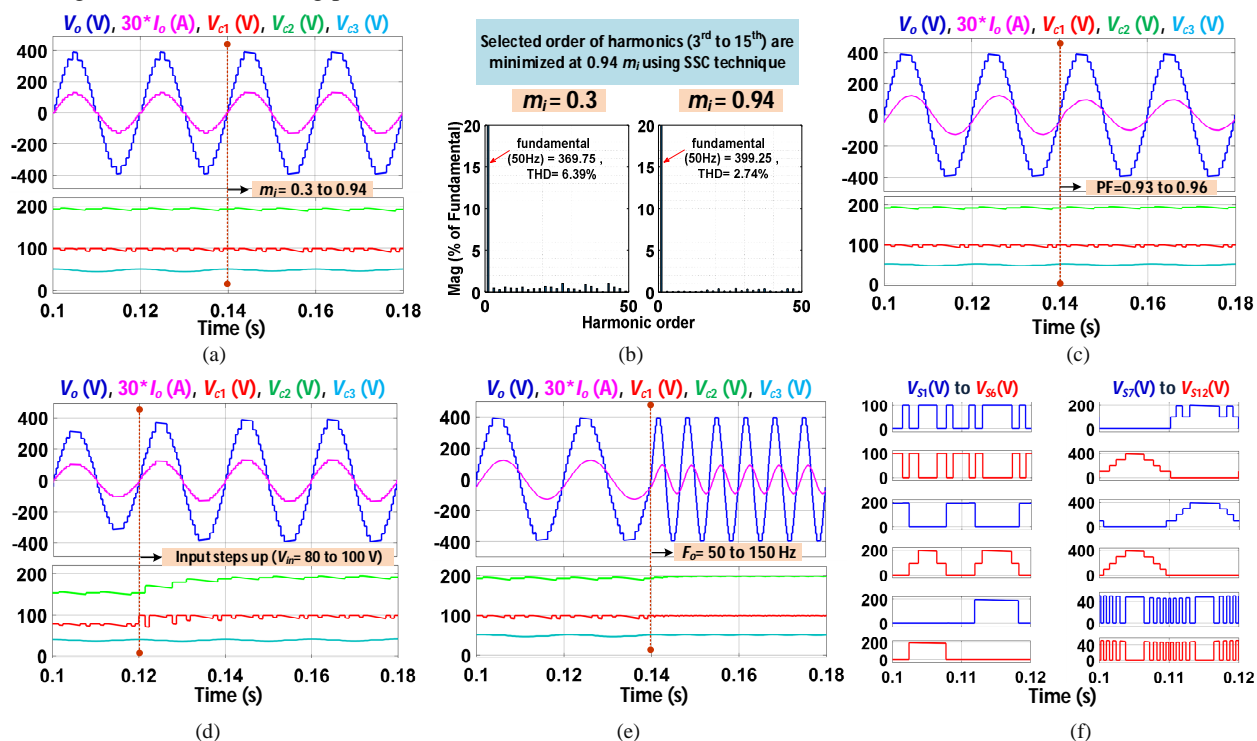 Vo (V), 30* Io (A), Vc1 (V), Vc2 (V), Vc3 (V)
400
200
0
-200
-400
mi = 0.3 to 0.94
200
100
0
0.1 0.12 0.14 0.16 0.18
Time (s)
(a)
Selected order of harmonics (3rd to 15th) are
minimized at 0.94 mi using SSC technique
mi = 0.3
mi = 0.94
Mag (% of Fundamental)
20
15
10
5
0
fundamental
(50Hz) = 369.75 ,
THD= 6.39%
0 50
20
15
10
5
0
fundamental
(50Hz) = 399.25 ,
THD= 2.74%
0 50
Harmonic order
(b)
Vo (V), 30* Io (A), Vc1 (V), Vc2 (V), Vc3 (V)
400
200
0
-200
-400
PF=0.93 to 0.96
200
100
0
0.1 0.12 0.14 0.16 0.18
Time (s)
(c)
Vo (V), 30* Io (A), Vc1 (V), Vc2 (V), Vc3 (V)
400
200
0
-200
-400
Input steps up (Vin= 80 to 100 V)
200
100
0
0.1 0.12 0.14 0.16 0.18
Time (s)
(d)
Vo (V), 30* Io (A), Vc1 (V), Vc2 (V), Vc3 (V)
400
200
0
-200
-400
Fo= 50 to 150 Hz
200
100
0
0.1 0.12 0.14 0.16 0.18
Time (s)
(e)
VS1(V) to VS6(V)
100
0
100
0
200
0
200
0
200
0
200
0
0.1 0.11 0.12
VS7(V) to VS12(V)
200
0
400
0
400
0
400
0
40
0
40
0
0.1 0.11 0.12
Time (s)
(f)